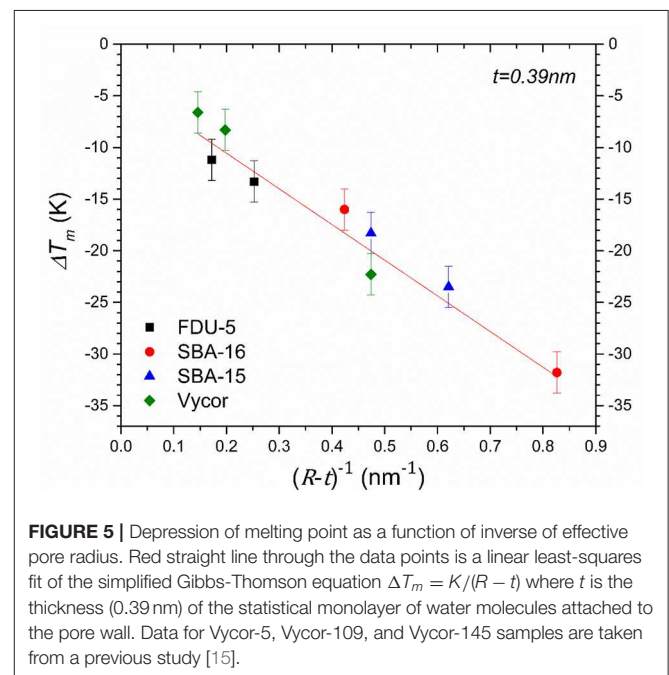 0
0
t=0.39nm
-5
-5
-10
-10
-15
-15
ΔTm (K)
-20
-20
-25
-25
FDU-5
SBA-16
-30
-30
SBA-15
Vycor
-35
-35
0.0 0.1 0.2 0.3 0.4 0.5 0.6 0.7 0.8 0.9
(R-t)⁻¹ (nm⁻¹)
FIGURE 5 | Depression of melting point as a function of inverse of effective
pore radius. Red straight line through the data points is a linear least-squares
fit of the simplified Gibbs-Thomson equation ΔTm = K/(R − t) where t is the
thickness (0.39 nm) of the statistical monolayer of water molecules attached to
the pore wall. Data for Vycor-5, Vycor-109, and Vycor-145 samples are taken
from a previous study [15].